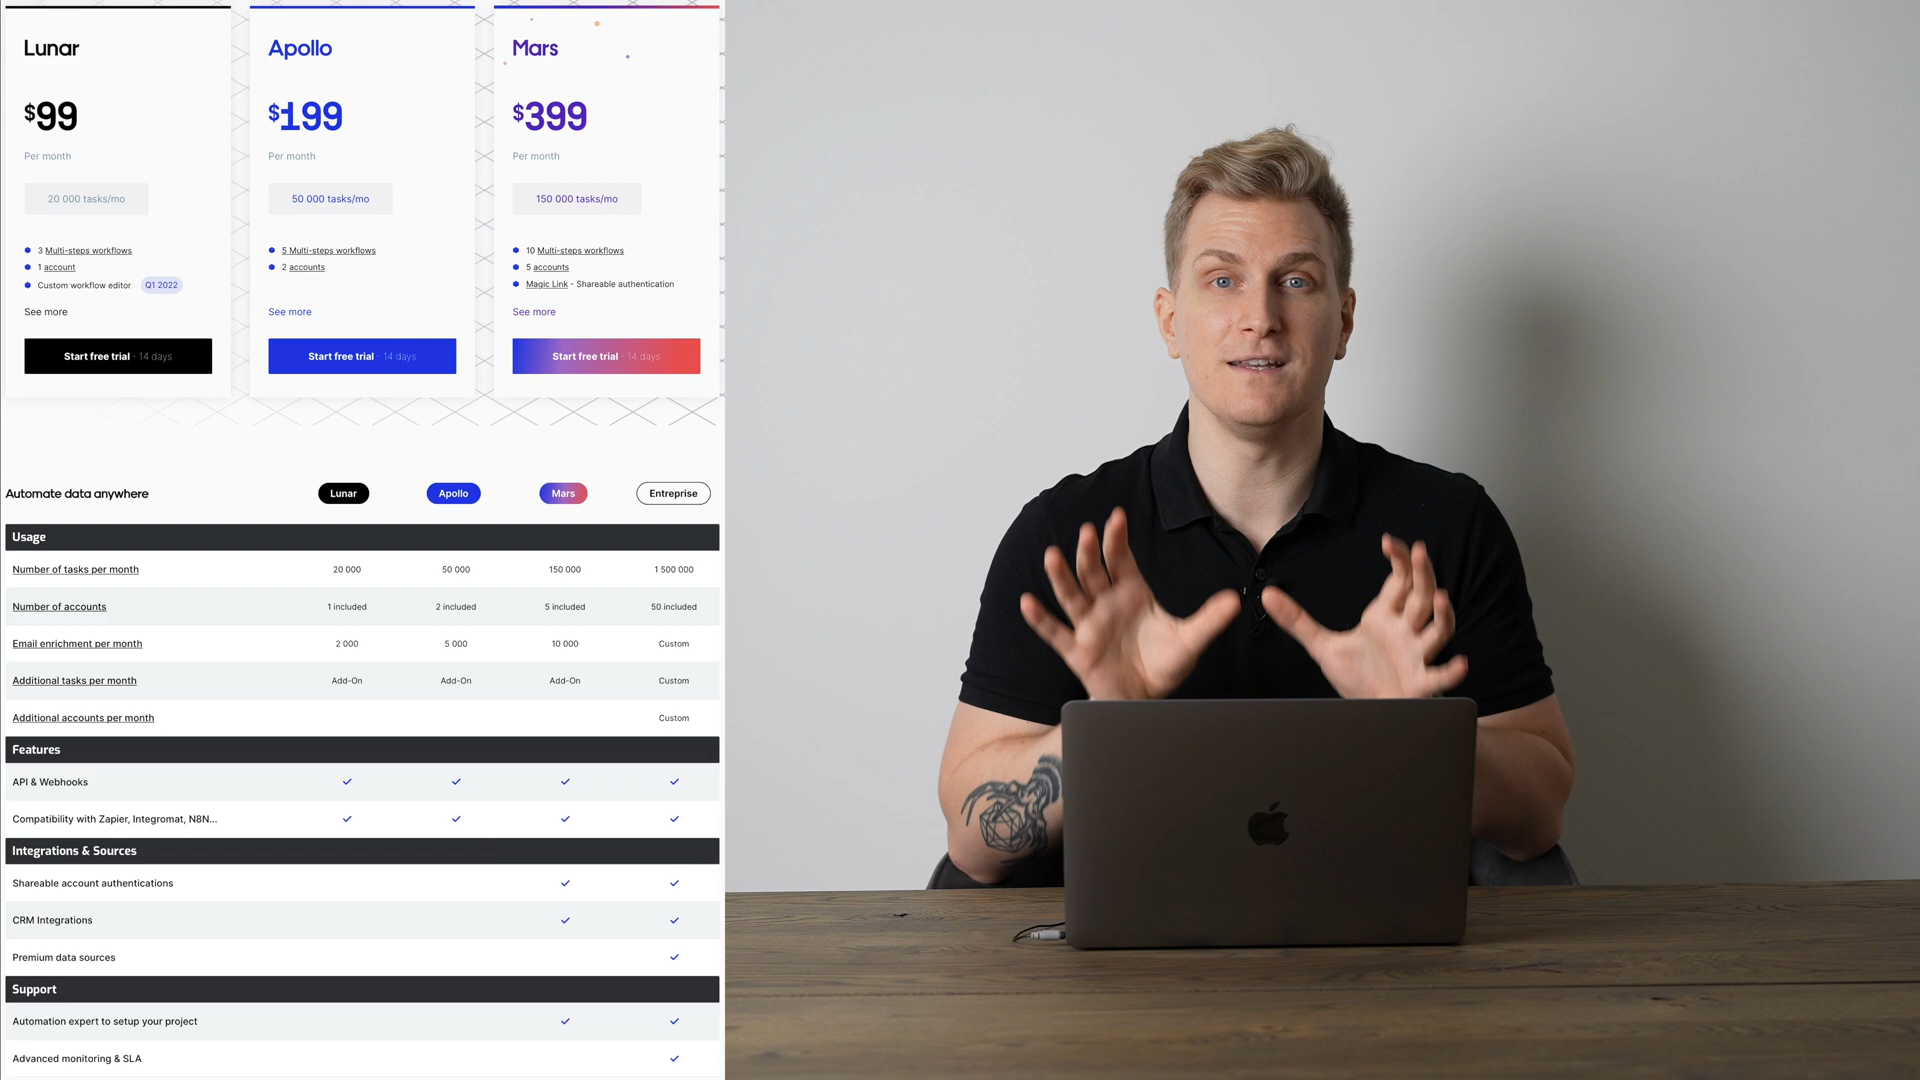 Lunar
$99
Per month
20 000 tasks/mo
3 Multi-steps workflows
1 account
Custom workflow editor Q1 2022
See more
Start free trial - 14 days
Apollo
$199
Per month
50 000 tasks/mo
5 Multi-steps workflows
2 accounts
See more
Start free trial - 14 days
Mars
$399
Per month
150 000 tasks/mo
10 Multi-steps workflows
5 accounts
Magic Link - Shareable authentication
See more
Start free trial - 14 days
Automate data anywhere Lunar Apollo Mars Entreprise
Usage
Number of tasks per month 20 000 50 000 150 000 1 500 000
Number of accounts 1 included 2 included 5 included 50 included
Email enrichment per month 2 000 5 000 10 000 Custom
Additional tasks per month Add-On Add-On Add-On Custom
Additional accounts per month Custom
Features
API & Webhooks
Compatibility with Zapier, Integromat, N8N...
Integrations & Sources
Shareable account authentications
CRM Integrations
Premium data sources
Support
Automation expert to setup your project
Advanced monitoring & SLA